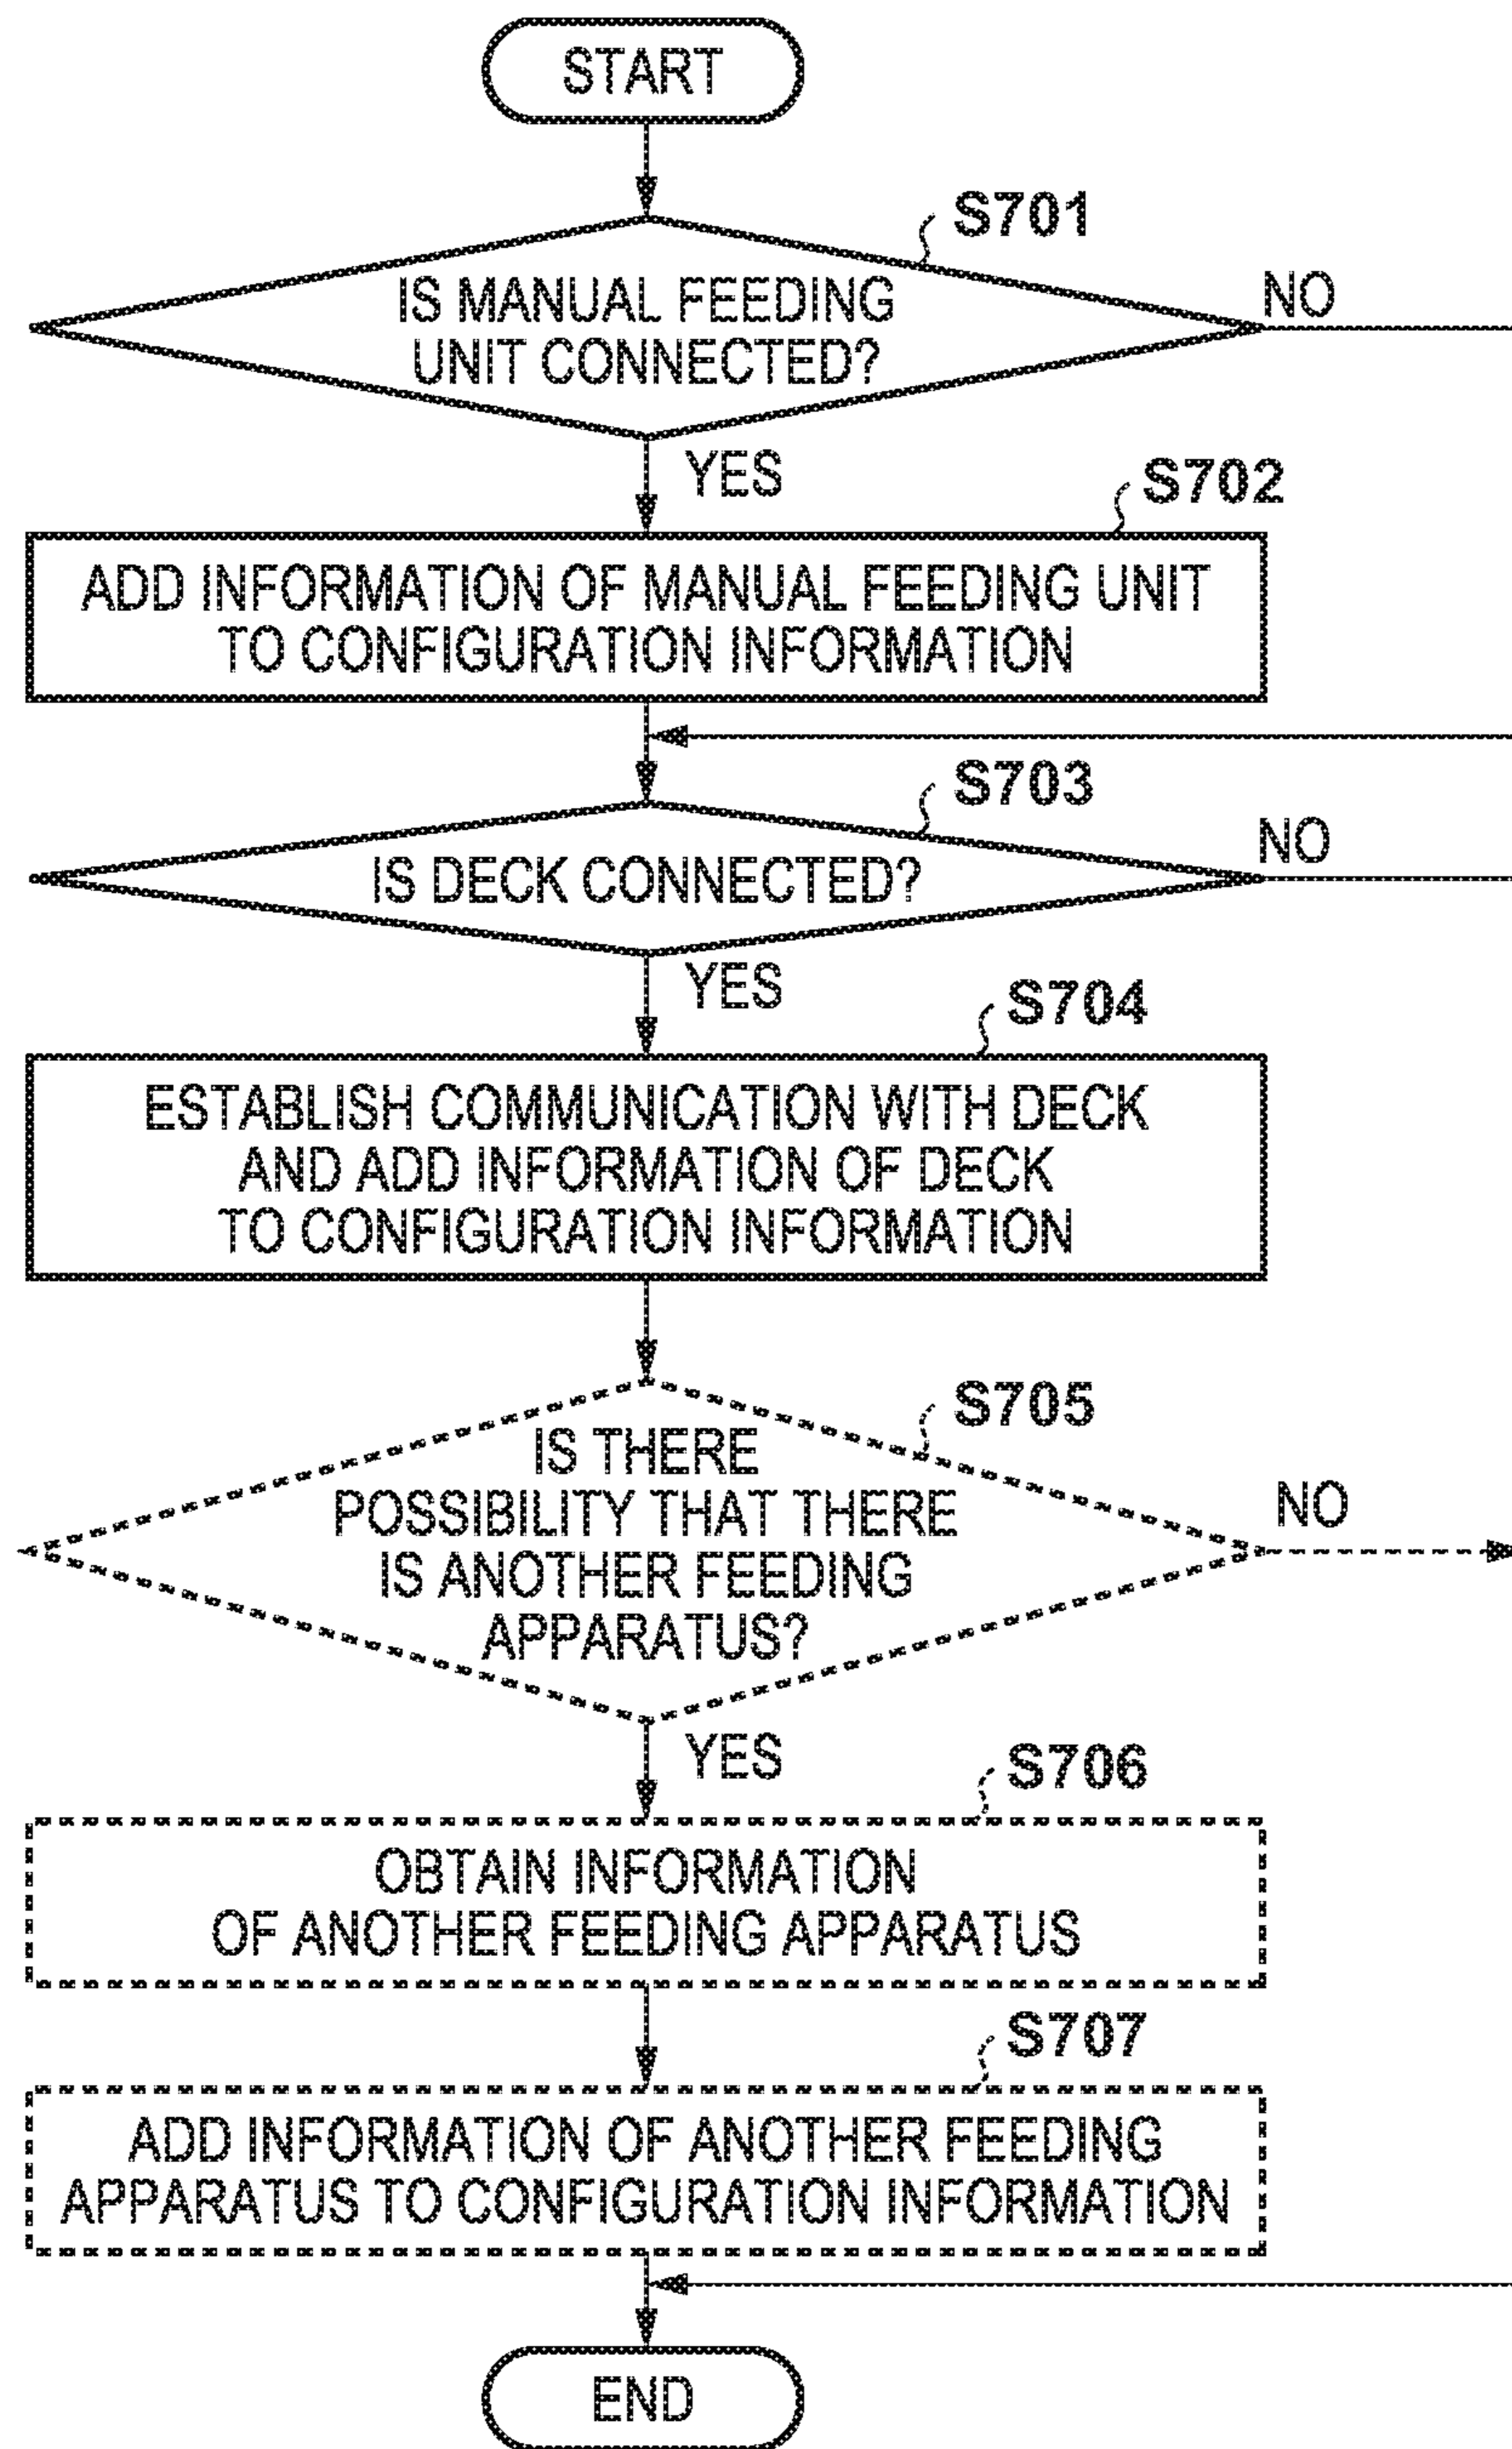 START
S701
IS MANUAL FEEDING
UNIT CONNECTED?
NO
YES
S702
ADD INFORMATION OF MANUAL FEEDING UNIT
TO CONFIGURATION INFORMATION
S703
IS DECK CONNECTED?
NO
YES
S704
ESTABLISH COMMUNICATION WITH DECK
AND ADD INFORMATION OF DECK
TO CONFIGURATION INFORMATION
S705
IS THERE
POSSIBILITY THAT THERE
IS ANOTHER FEEDING
APPARATUS?
NO
YES
S706
OBTAIN INFORMATION
OF ANOTHER FEEDING APPARATUS
S707
ADD INFORMATION OF ANOTHER FEEDING
APPARATUS TO CONFIGURATION INFORMATION
END